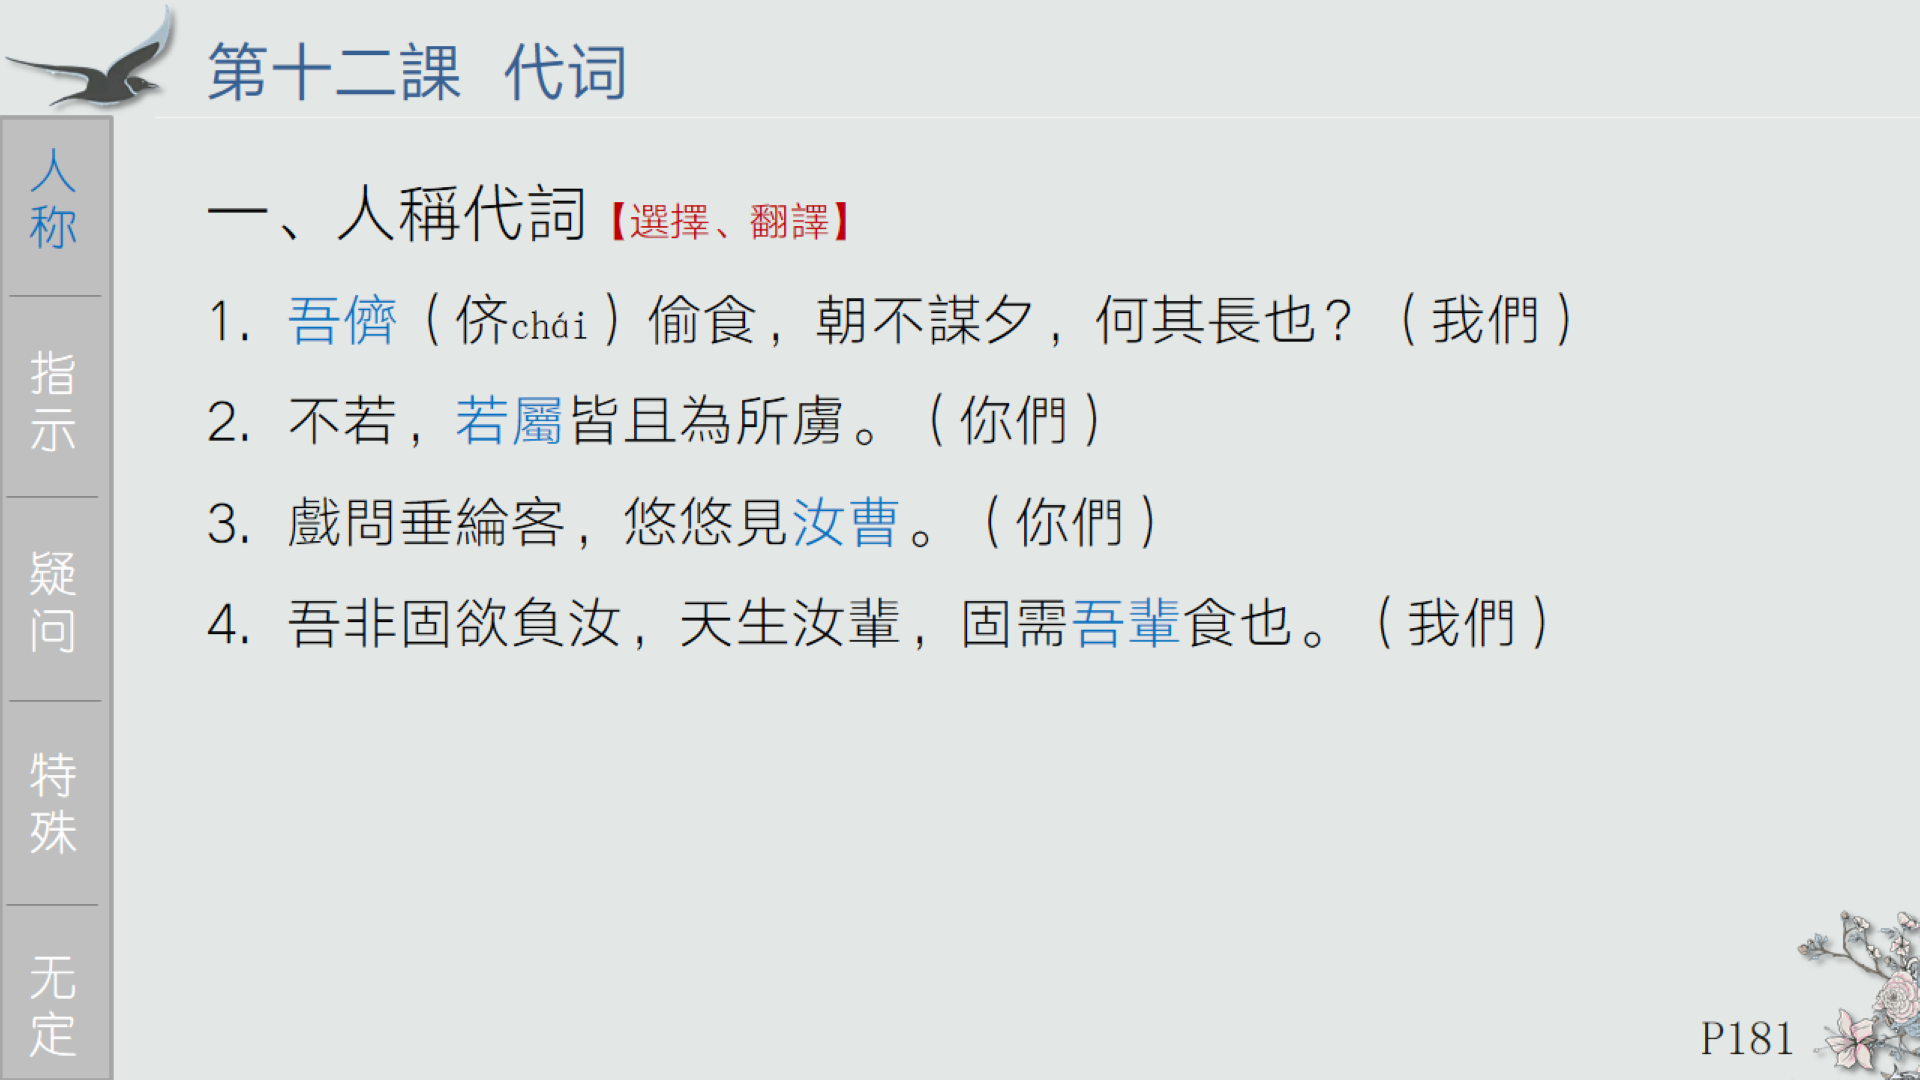 第十二課 代词
人称
指示
疑问
特殊
无定
一、人稱代詞【選擇、翻譯】
1. 吾儕（侪chái）偷食，朝不謀夕，何其長也？（我們）
2. 不若，若屬皆且為所虜。（你們）
3. 戲問垂綸客，悠悠見汝曹。（你們）
4. 吾非固欲負汝，天生汝輩，固需吾輩食也。（我們）
P181